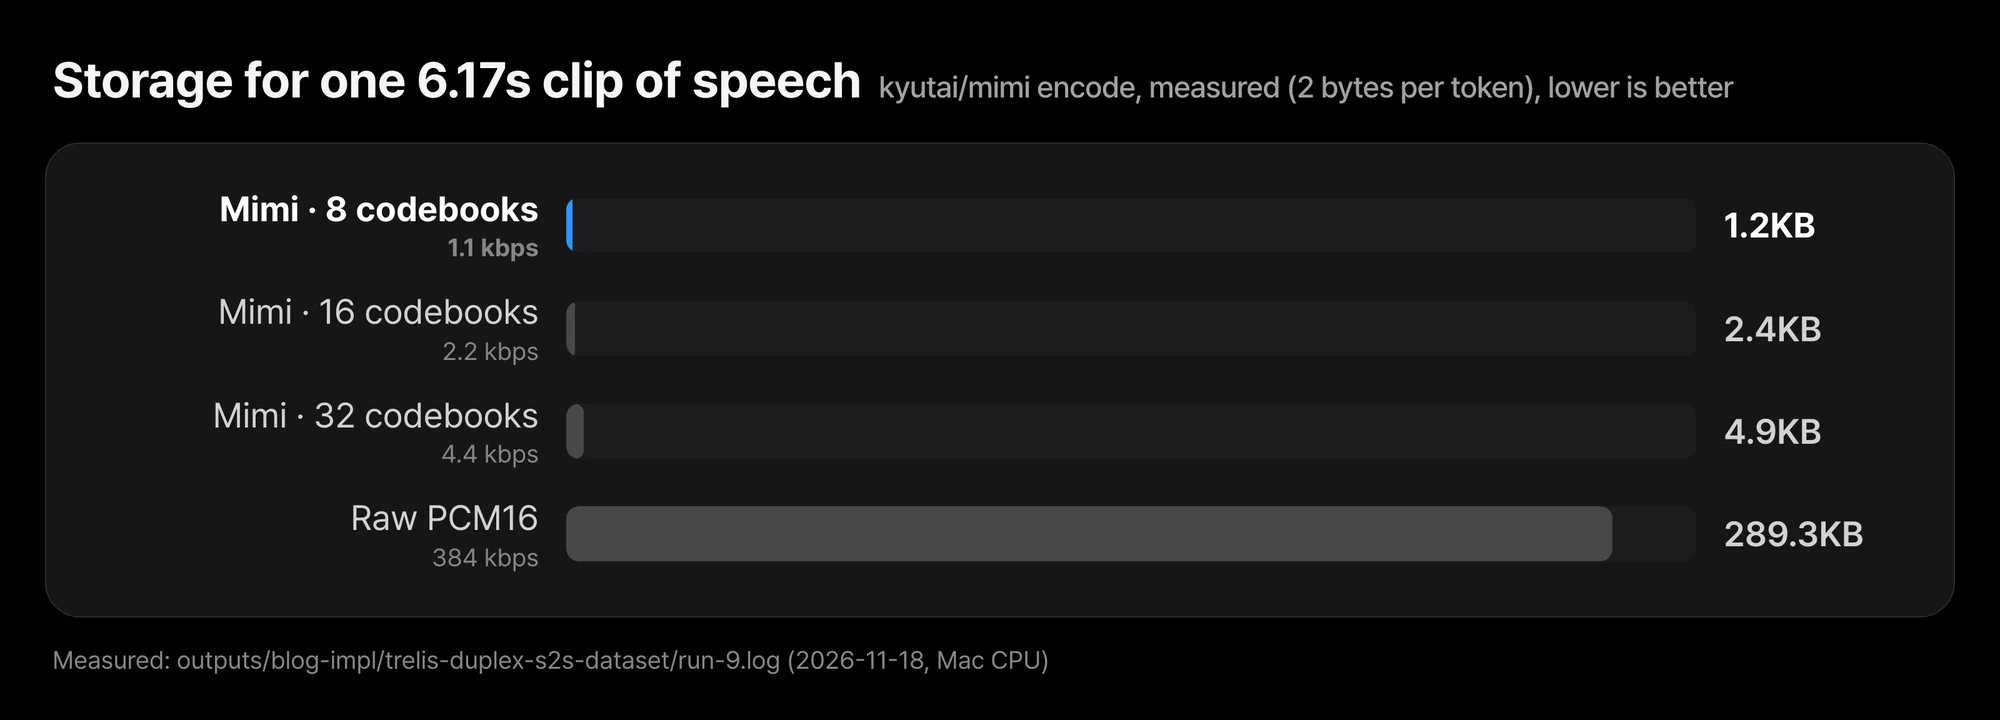 Storage for one 6.17s clip of speech kyutai/mimi encode, measured (2 bytes per token), lower is better
Mimi · 8 codebooks
1.1 kbps
1.2KB
Mimi · 16 codebooks
2.2 kbps
2.4KB
Mimi · 32 codebooks
4.4 kbps
4.9KB
Raw PCM16
384 kbps
289.3KB
Measured: outputs/blog-impl/trelis-duplex-s2s-dataset/run-9.log (2026-11-18, Mac CPU)